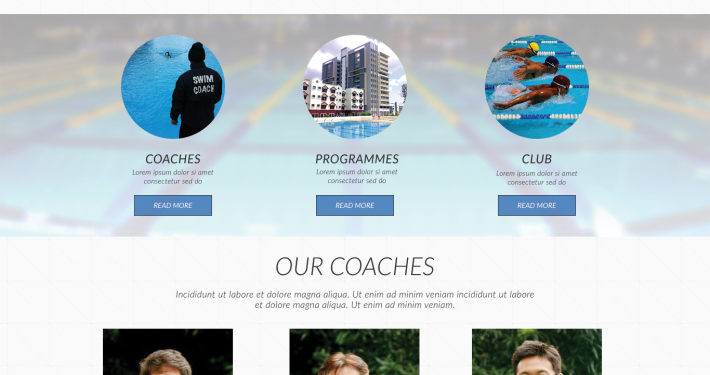 SWIM
COACH
COACHES
Lorem ipsum dolor si amet
consectetur sed do
READ MORE
PROGRAMMES
Lorem ipsum dolor si amet
consectetur sed do
READ MORE
CLUB
Lorem ipsum dolor si amet
consectetur sed do
READ MORE
OUR COACHES
Incididunt ut labore et dolore magna aliqua. Ut enim ad minim veniam incididunt ut labore
et dolore magna aliqua. Ut enim ad minim veniam.